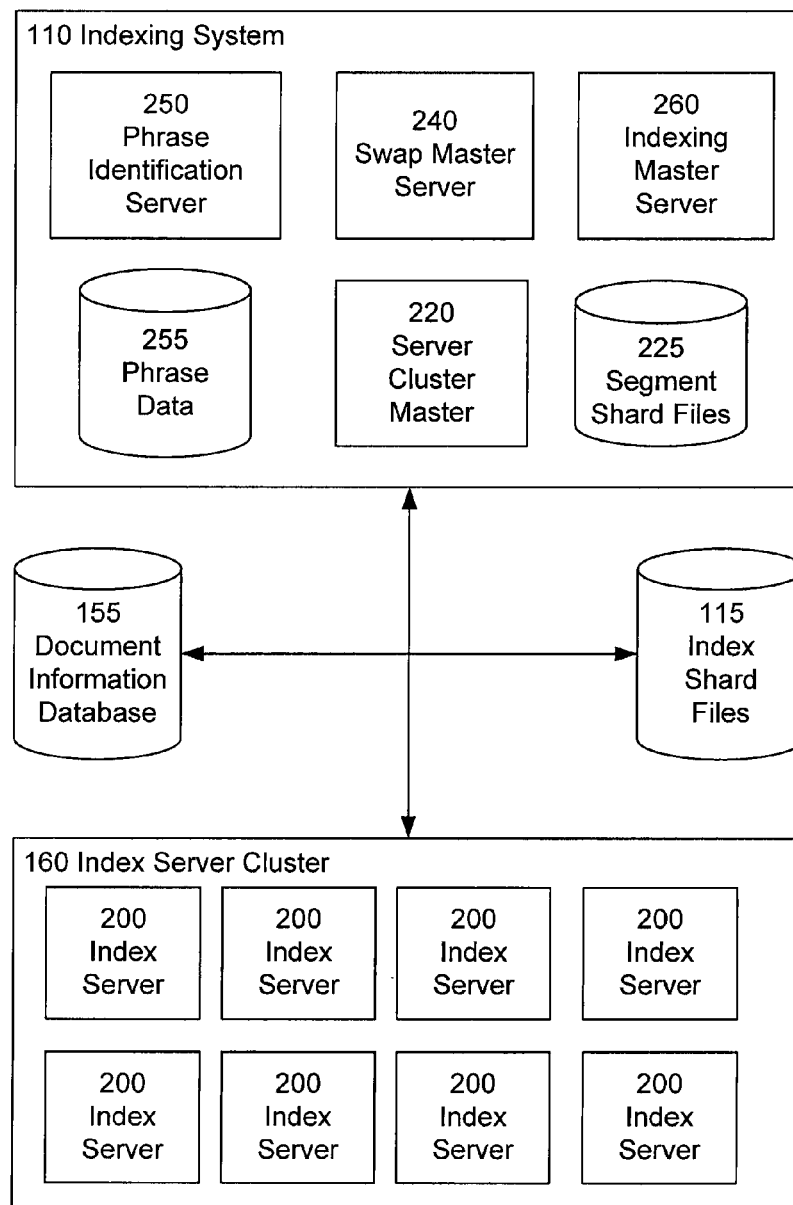 110 Indexing System
250
Phrase
Identification
Server
240
Swap Master
Server
260
Indexing
Master
Server
255
Phrase
Data
220
Server
Cluster
Master
225
Segment
Shard Files
155
Document
Information
Database
115
Index
Shard
Files
160 Index Server Cluster
200
Index
Server
200
Index
Server
200
Index
Server
200
Index
Server
200
Index
Server
200
Index
Server
200
Index
Server
200
Index
Server